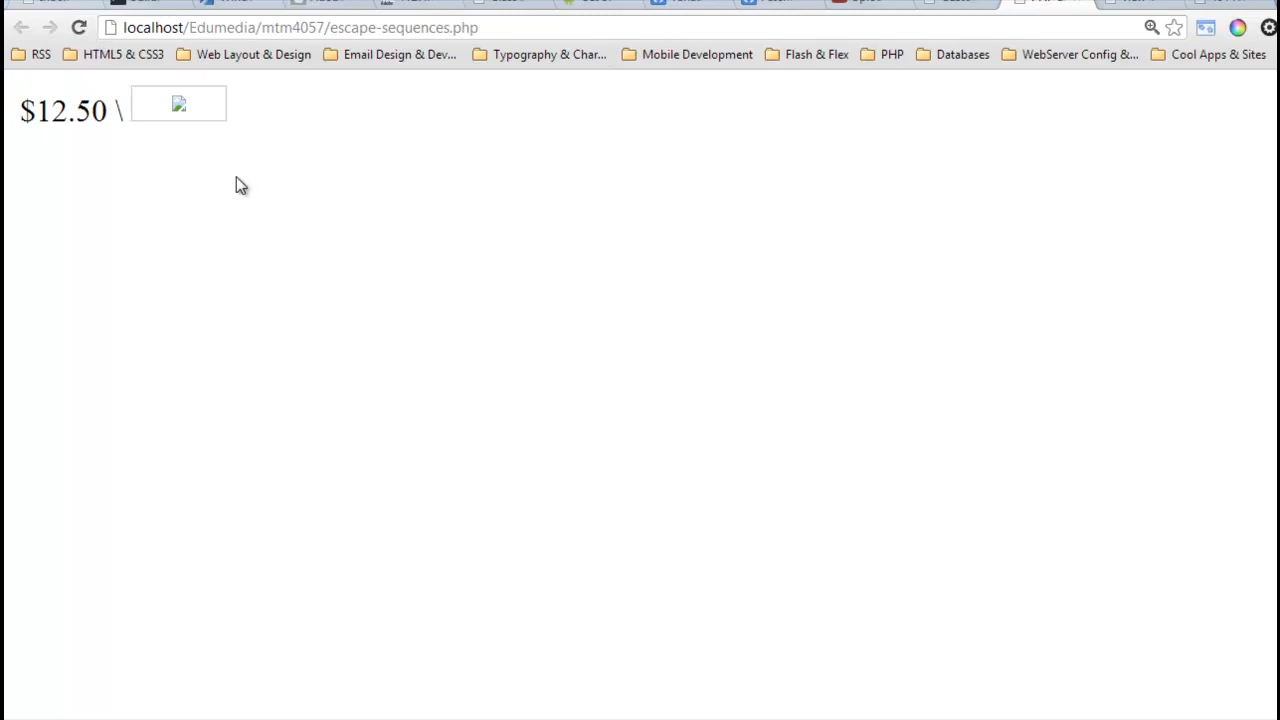 localhost/Edumedia/mtm4057/escape-sequences.php
RSS HTML5 & CSS3 Web Layout & Design Email Design & Dev... Typography & Char... Mobile Development Flash & Flex PHP Databases WebServer Config &... Cool Apps & Sites
$12.50 \